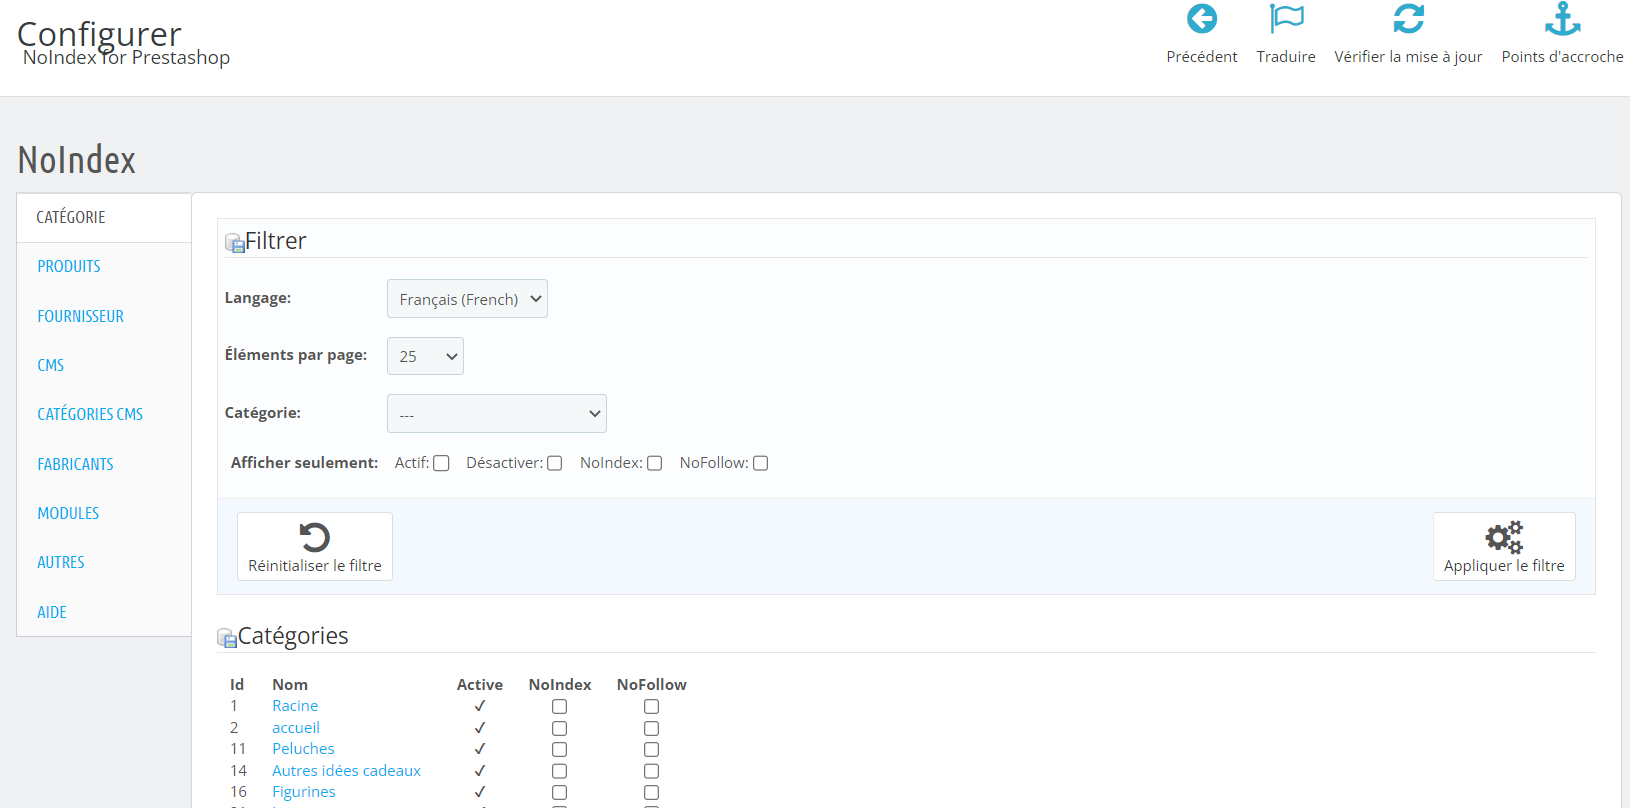 Configurer
NoIndex for Prestashop
Précédent Traduire Vérifier la mise à jour Points d'accroche
NoIndex
CATÉGORIE
PRODUITS
FOURNISSEUR
CMS
CATÉGORIES CMS
FABRICANTS
MODULES
AUTRES
AIDE
Filtrer
Langage: Français (French)
Éléments par page: 25
Catégorie: ---
Afficher seulement: Actif: Désactiver: NoIndex: NoFollow:
Réinitialiser le filtre Appliquer le filtre
Catégories
Id Nom Active NoIndex NoFollow
1 Racine ✓
2 accueil ✓
11 Peluches ✓
14 Autres idées cadeaux ✓
16 Figurines ✓